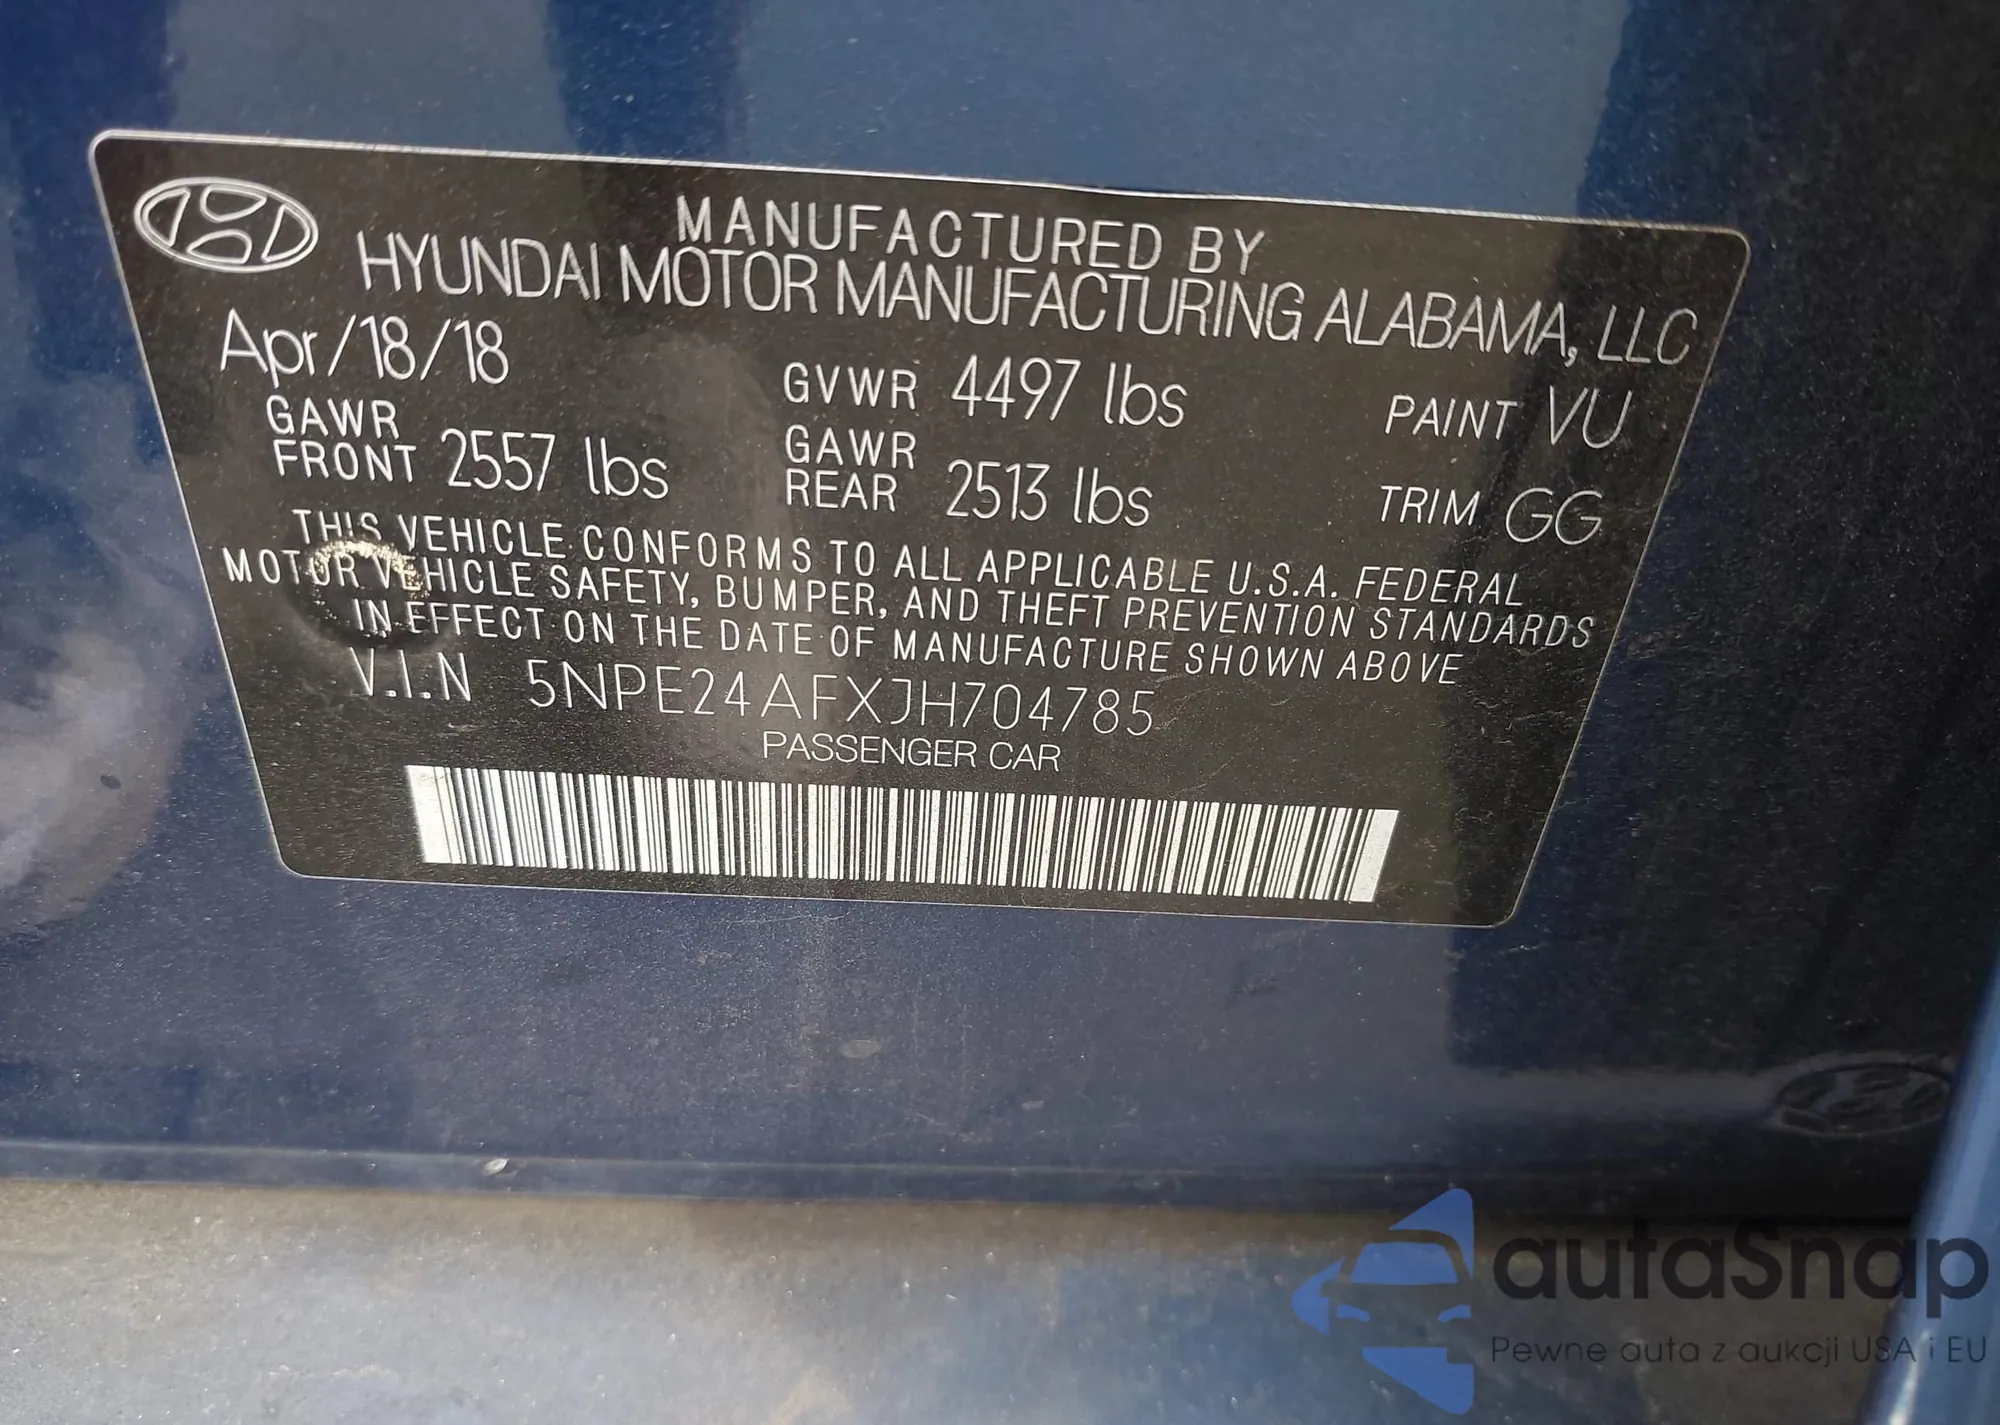 MANUFACTURED BY
HYUNDAI MOTOR MANUFACTURING ALABAMA, LLC
Apr/18/18 GVWR 4497 lbs PAINT VU
GAWR FRONT 2557 lbs GAWR REAR 2513 lbs TRIM GG
THIS VEHICLE CONFORMS TO ALL APPLICABLE U.S.A. FEDERAL
MOTOR VEHICLE SAFETY, BUMPER, AND THEFT PREVENTION STANDARDS
IN EFFECT ON THE DATE OF MANUFACTURE SHOWN ABOVE
V.I.N 5NPE24AFXJH704785
PASSENGER CAR
autaSnap
Pewne auta z aukcji USA i EU